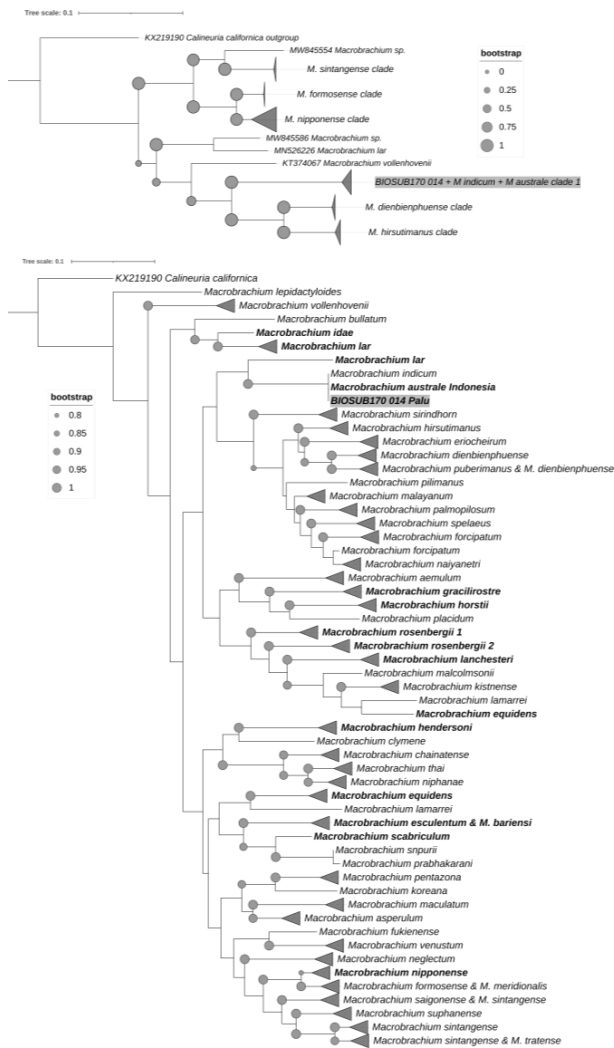 Tree scale: 0.1
KX219190 Calineuria californica outgroup
MW845554 Macrobrachium sp.
M. sintangense clade
M. formosense clade
M. nipponense clade
MW845586 Macrobrachium sp.
MN526226 Macrobrachium lar
KT374067 Macrobrachium vollenhovenii
BIOSUB170 014 + M indicum + M australe clade 1
M. dienbienphuense clade
M. hirsutimanus clade
bootstrap
0
0.25
0.5
0.75
1
Tree scale: 0.1
KX219190 Calineuria californica
Macrobrachium lepidactyloides
Macrobrachium vollenhovenii
Macrobrachium bullatum
Macrobrachium idae
Macrobrachium lar
Macrobrachium lar
Macrobrachium indicum
Macrobrachium australe Indonesia
BIOSUB170 014 Palu
Macrobrachium sirindhorn
Macrobrachium hirsutimanus
Macrobrachium eriocheirum
Macrobrachium dienbienphuense
Macrobrachium puberimanus & M. dienbienphuense
Macrobrachium pilimanus
Macrobrachium malayanum
Macrobrachium palmopilosum
Macrobrachium spelaeus
Macrobrachium forcipatum
Macrobrachium forcipatum
Macrobrachium naiyanetri
Macrobrachium aemulum
Macrobrachium gracilirostre
Macrobrachium horstii
Macrobrachium placidum
Macrobrachium rosenbergii 1
Macrobrachium rosenbergii 2
Macrobrachium lanchesteri
Macrobrachium malcolmsonii
Macrobrachium kistnense
Macrobrachium lamarrei
Macrobrachium equidens
Macrobrachium hendersoni
Macrobrachium clymene
Macrobrachium chainatense
Macrobrachium thai
Macrobrachium niphanae
Macrobrachium equidens
Macrobrachium lamarrei
Macrobrachium esculentum & M. bariensi
Macrobrachium scabriculum
Macrobrachium snpurii
Macrobrachium prabhakarani
Macrobrachium pentazona
Macrobrachium koreana
Macrobrachium maculatum
Macrobrachium asperulum
Macrobrachium fukienense
Macrobrachium venustum
Macrobrachium neglectum
Macrobrachium nipponense
Macrobrachium formosense & M. meridionalis
Macrobrachium saigonense & M. sintangense
Macrobrachium suphanense
Macrobrachium sintangense
Macrobrachium sintangense & M. tratense
bootstrap
0.8
0.85
0.9
0.95
1